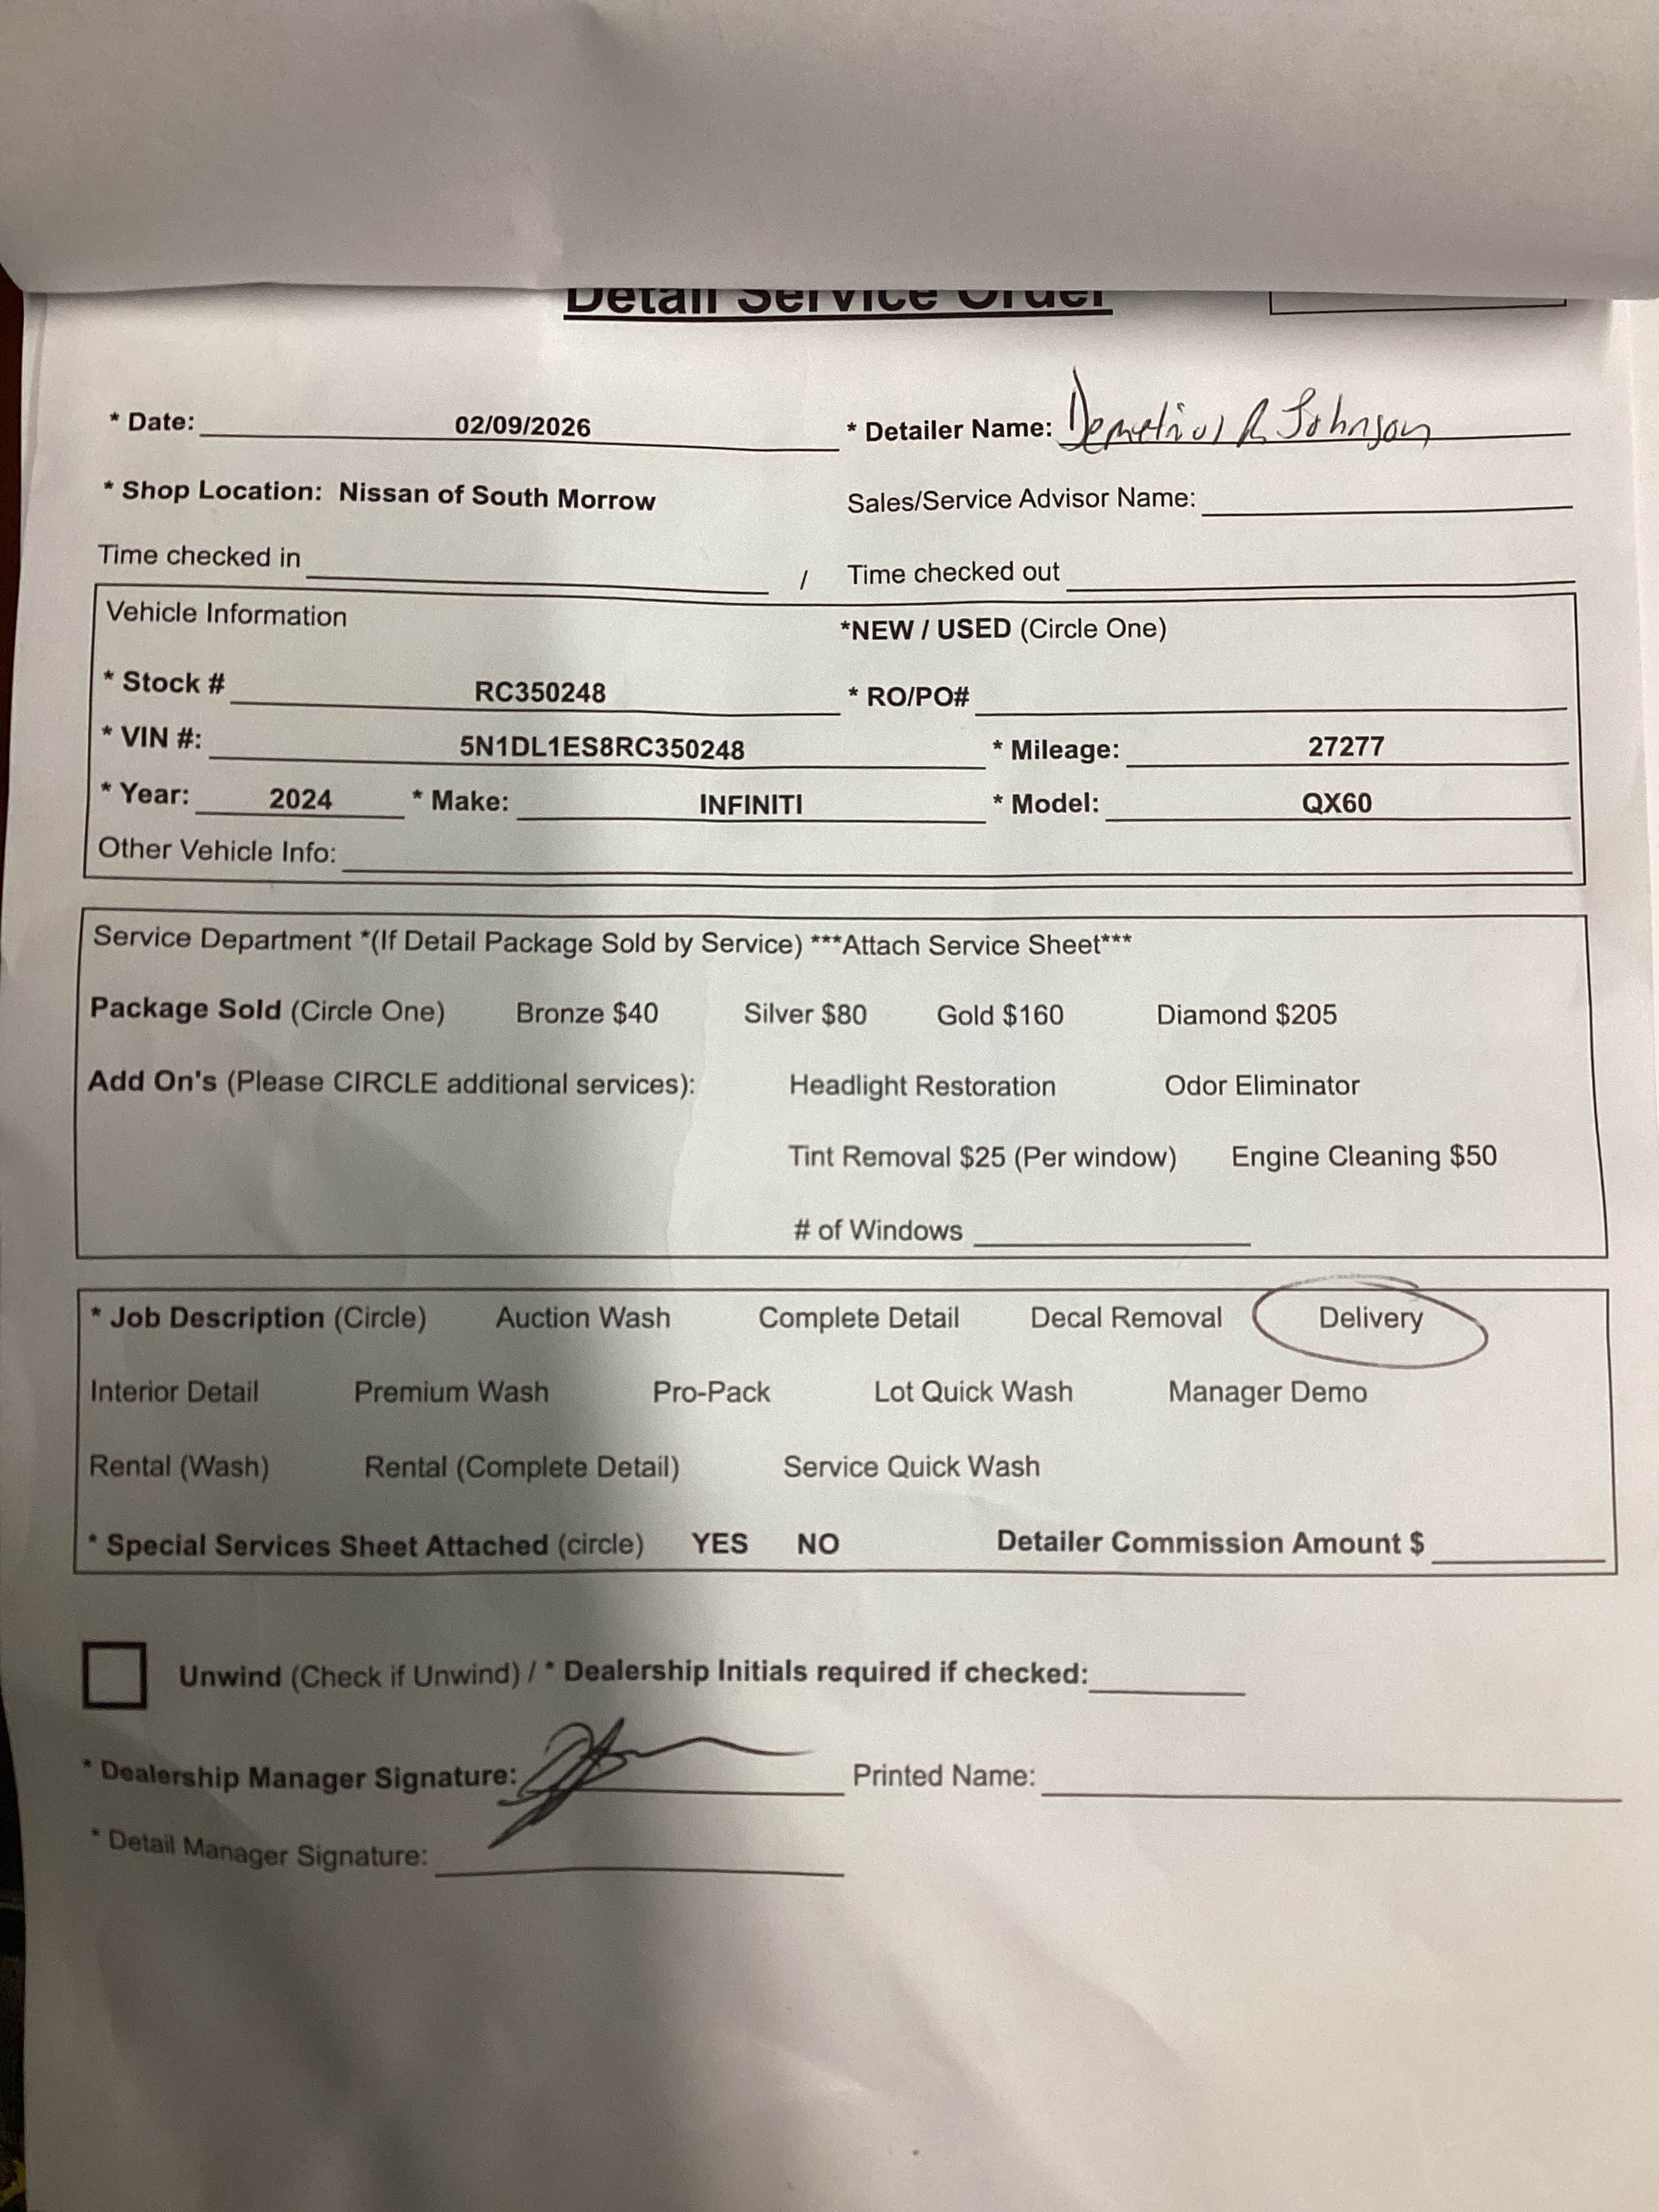 Detail Service Order
* Date: 02/09/2026 * Detailer Name: Demetrius R Johnson
* Shop Location: Nissan of South Morrow Sales/Service Advisor Name:
Time checked in / Time checked out
Vehicle Information *NEW / USED (Circle One)
* Stock # RC350248 * RO/PO#
* VIN #: 5N1DL1ES8RC350248 * Mileage: 27277
* Year: 2024 * Make: INFINITI * Model: QX60
Other Vehicle Info:
Service Department *(If Detail Package Sold by Service) ***Attach Service Sheet***
Package Sold (Circle One) Bronze $40 Silver $80 Gold $160 Diamond $205
Add On's (Please CIRCLE additional services): Headlight Restoration Odor Eliminator
Tint Removal $25 (Per window) Engine Cleaning $50
# of Windows
* Job Description (Circle) Auction Wash Complete Detail Decal Removal Delivery
Interior Detail Premium Wash Pro-Pack Lot Quick Wash Manager Demo
Rental (Wash) Rental (Complete Detail) Service Quick Wash
* Special Services Sheet Attached (circle) YES NO Detailer Commission Amount $
Unwind (Check if Unwind) / * Dealership Initials required if checked:
* Dealership Manager Signature: Printed Name:
* Detail Manager Signature: